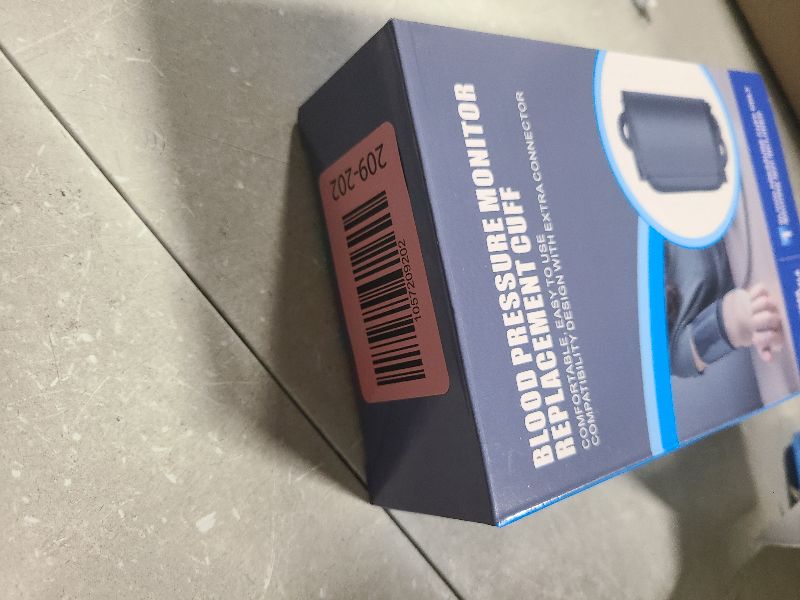 BLOOD PRESSURE MONITOR
REPLACEMENT CUFF
COMFORTABLE, EASY TO USE
COMPATIBILITY DESIGN WITH EXTRA CONNECTOR
209-202
1057209202